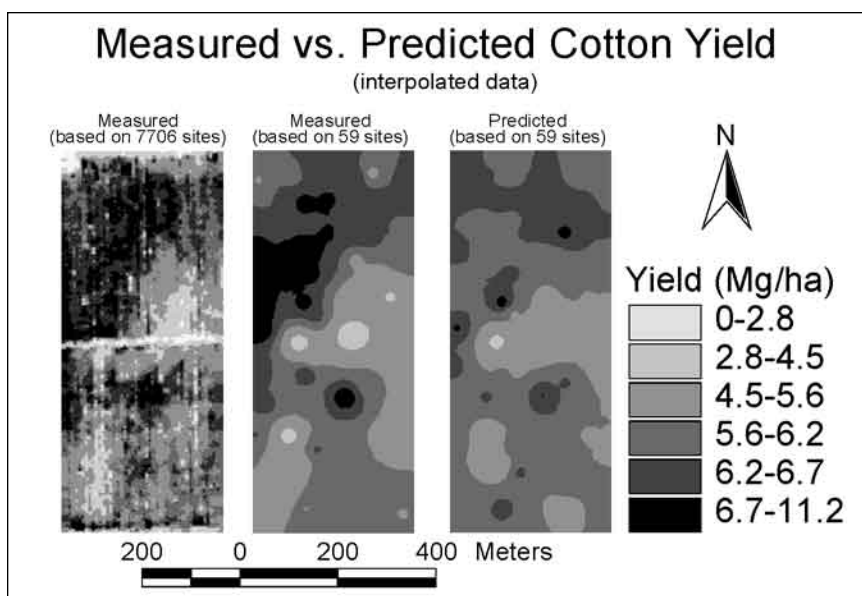 Measured vs. Predicted Cotton Yield
(interpolated data)
Measured
(based on 7706 sites)
Measured
(based on 59 sites)
Predicted
(based on 59 sites)
N
Yield (Mg/ha)
0-2.8
2.8-4.5
4.5-5.6
5.6-6.2
6.2-6.7
6.7-11.2
200 0 200 400 Meters